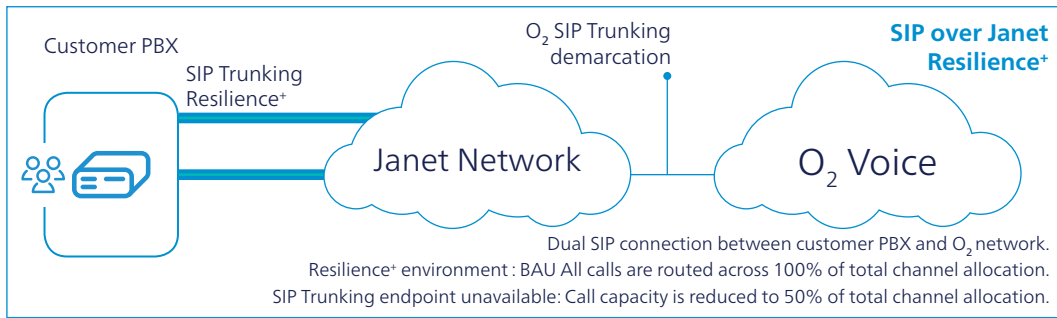 Customer PBX
SIP Trunking
Resilience⁺
O₂ SIP Trunking
demarcation
SIP over Janet
Resilience⁺
Janet Network
O₂ Voice
Dual SIP connection between customer PBX and O₂ network.
Resilience⁺ environment : BAU All calls are routed across 100% of total channel allocation.
SIP Trunking endpoint unavailable: Call capacity is reduced to 50% of total channel allocation.